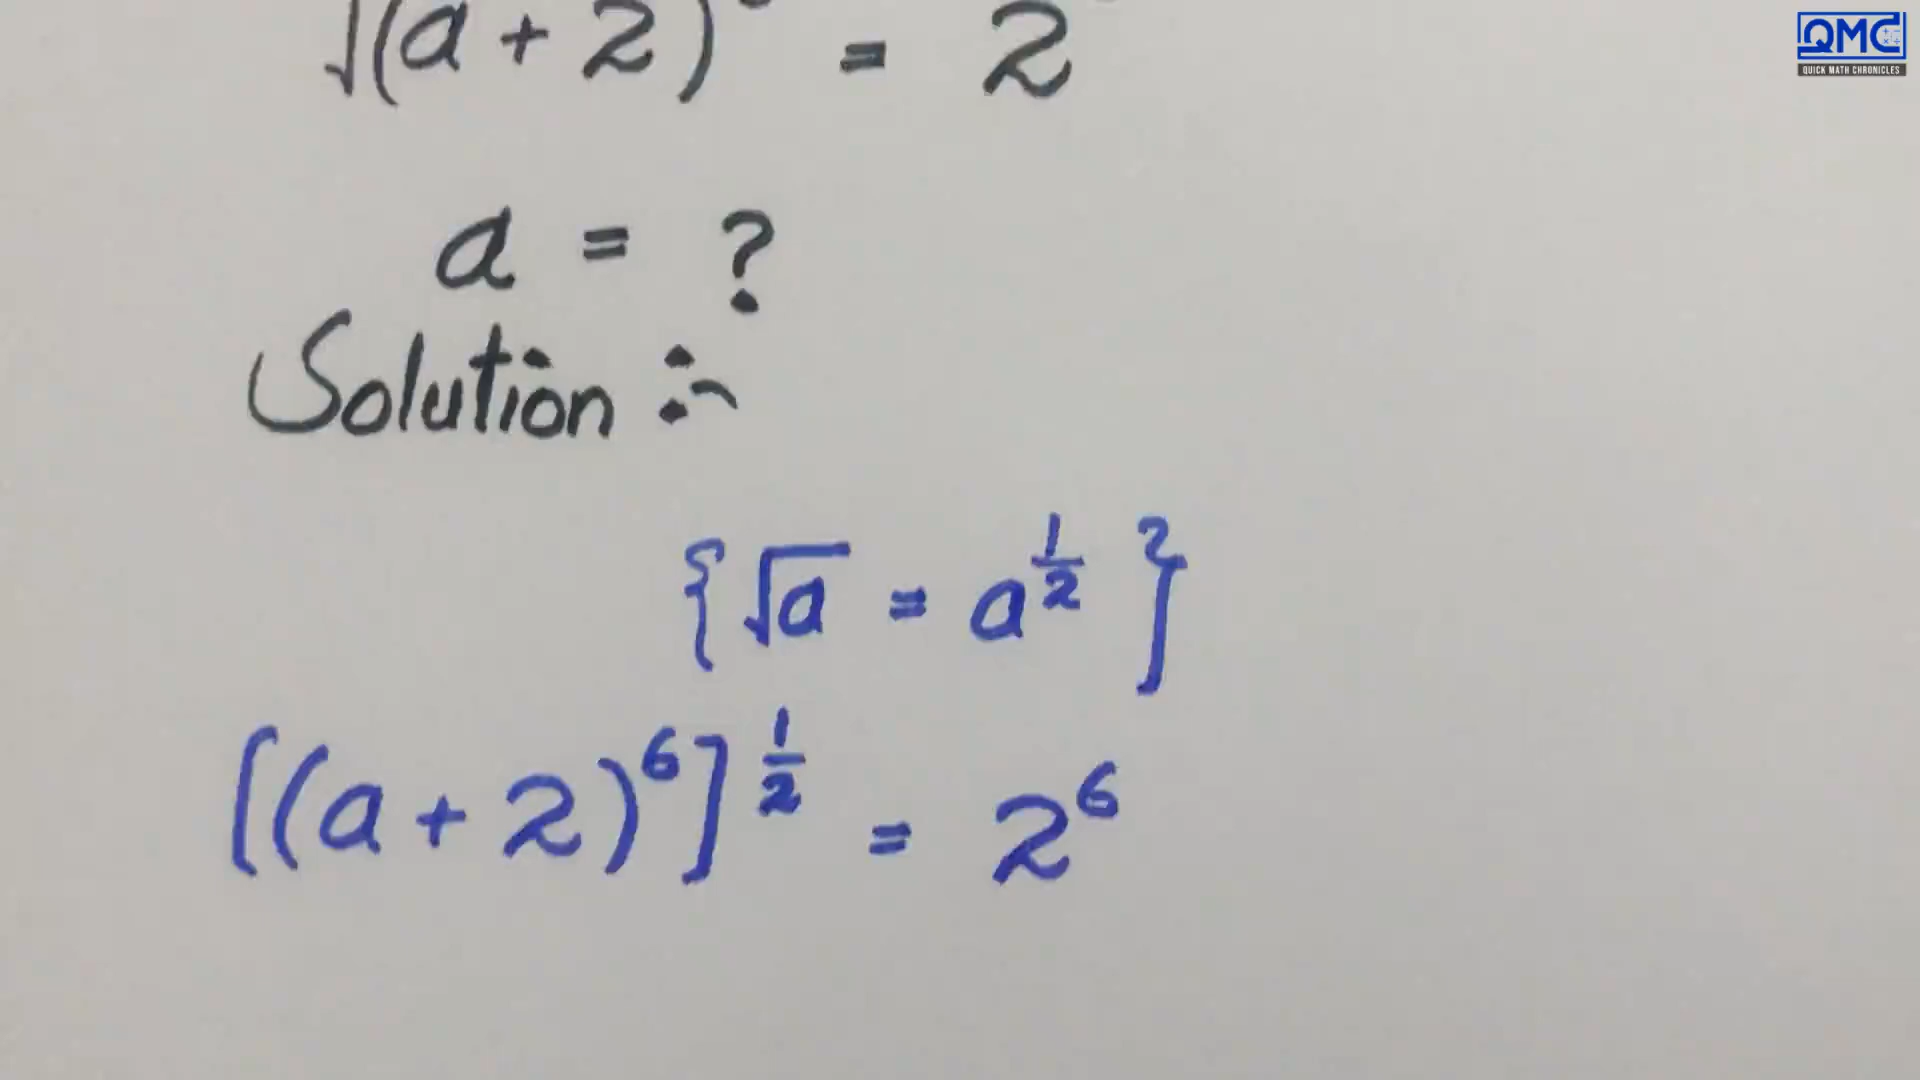 QMC
QUICK MATH CHRONICLES
√(a + 2) = 2
a = ?
Solution :-
{√a = a^(1/2)}
[(a + 2)^6]^(1/2) = 2^6